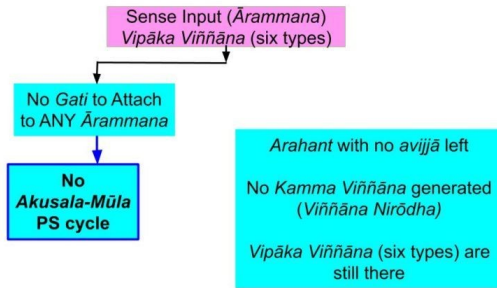 Sense Input (Ārammana)
Vipāka Viññāna (six types)
No Gati to Attach
to ANY Ārammana
No
Akusala-Mūla
PS cycle
Arahant with no avijjā left
No Kamma Viññāna generated
(Viññāna Nirōdha)
Vipāka Viññāna (six types) are
still there